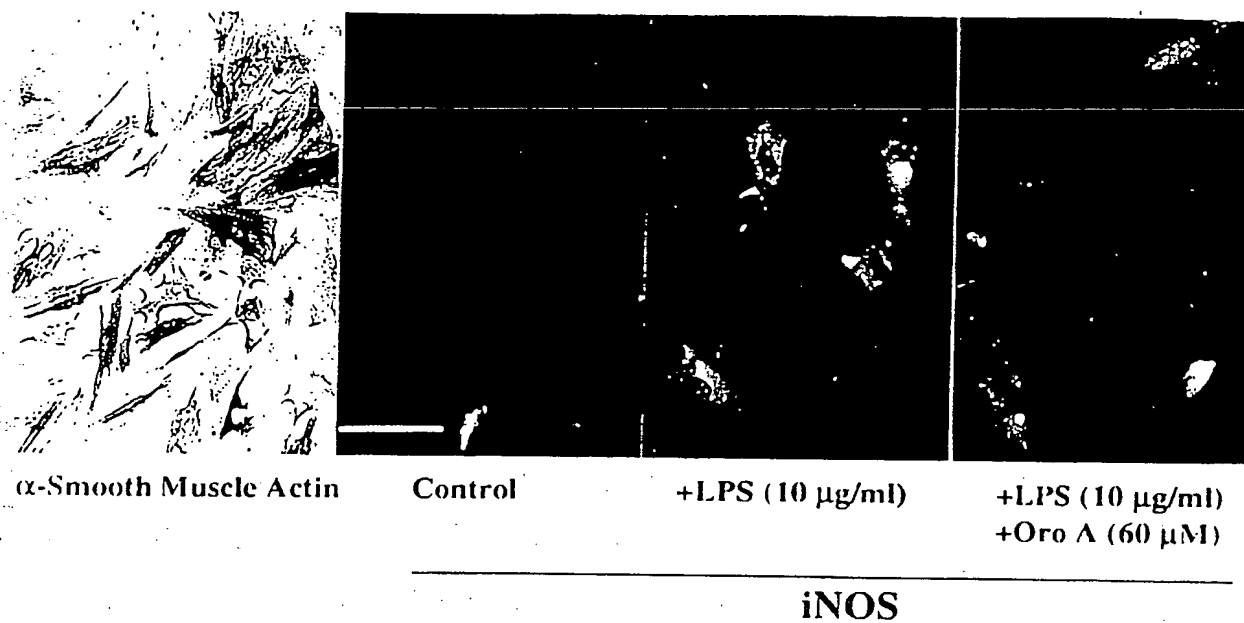 α-Smooth Muscle Actin
Control
+LPS (10 µg/ml)
+LPS (10 µg/ml)
+Oro A (60 µM)
iNOS